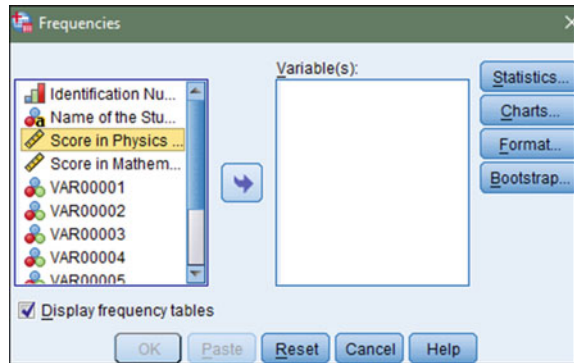 Frequencies
Variable(s):
Identification Nu...
Name of the Stu...
Score in Physics ...
Score in Mathem...
VAR00001
VAR00002
VAR00003
VAR00004
VAR00005
Statistics...
Charts...
Format...
Bootstrap...
Display frequency tables
OK Paste Reset Cancel Help